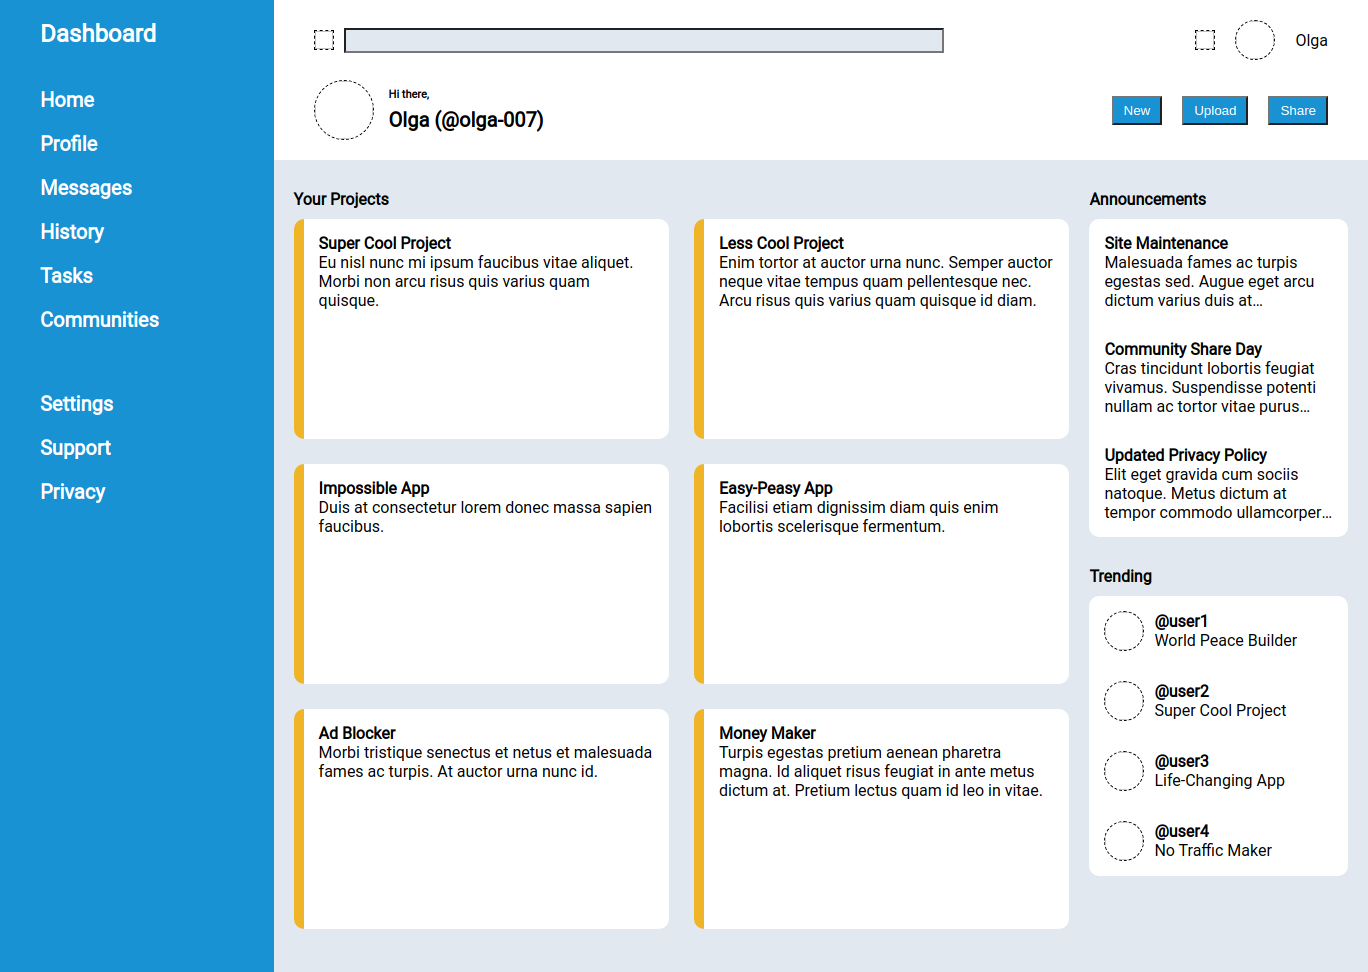 Dashboard
Home
Profile
Messages
History
Tasks
Communities
Settings
Support
Privacy
Olga
Hi there,
Olga (@olga-007)
New
Upload
Share
Your Projects
Super Cool Project
Eu nisl nunc mi ipsum faucibus vitae aliquet.
Morbi non arcu risus quis varius quam
quisque.
Less Cool Project
Enim tortor at auctor urna nunc. Semper auctor
neque vitae tempus quam pellentesque nec.
Arcu risus quis varius quam quisque id diam.
Impossible App
Duis at consectetur lorem donec massa sapien
faucibus.
Easy-Peasy App
Facilisi etiam dignissim diam quis enim
lobortis scelerisque fermentum.
Ad Blocker
Morbi tristique senectus et netus et malesuada
fames ac turpis. At auctor urna nunc id.
Money Maker
Turpis egestas pretium aenean pharetra
magna. Id aliquet risus feugiat in ante metus
dictum at. Pretium lectus quam id leo in vitae.
Announcements
Site Maintenance
Malesuada fames ac turpis
egestas sed. Augue eget arcu
dictum varius duis at...
Community Share Day
Cras tincidunt lobortis feugiat
vivamus. Suspendisse potenti
nullam ac tortor vitae purus...
Updated Privacy Policy
Elit eget gravida cum sociis
natoque. Metus dictum at
tempor commodo ullamcorper...
Trending
@user1
World Peace Builder
@user2
Super Cool Project
@user3
Life-Changing App
@user4
No Traffic Maker